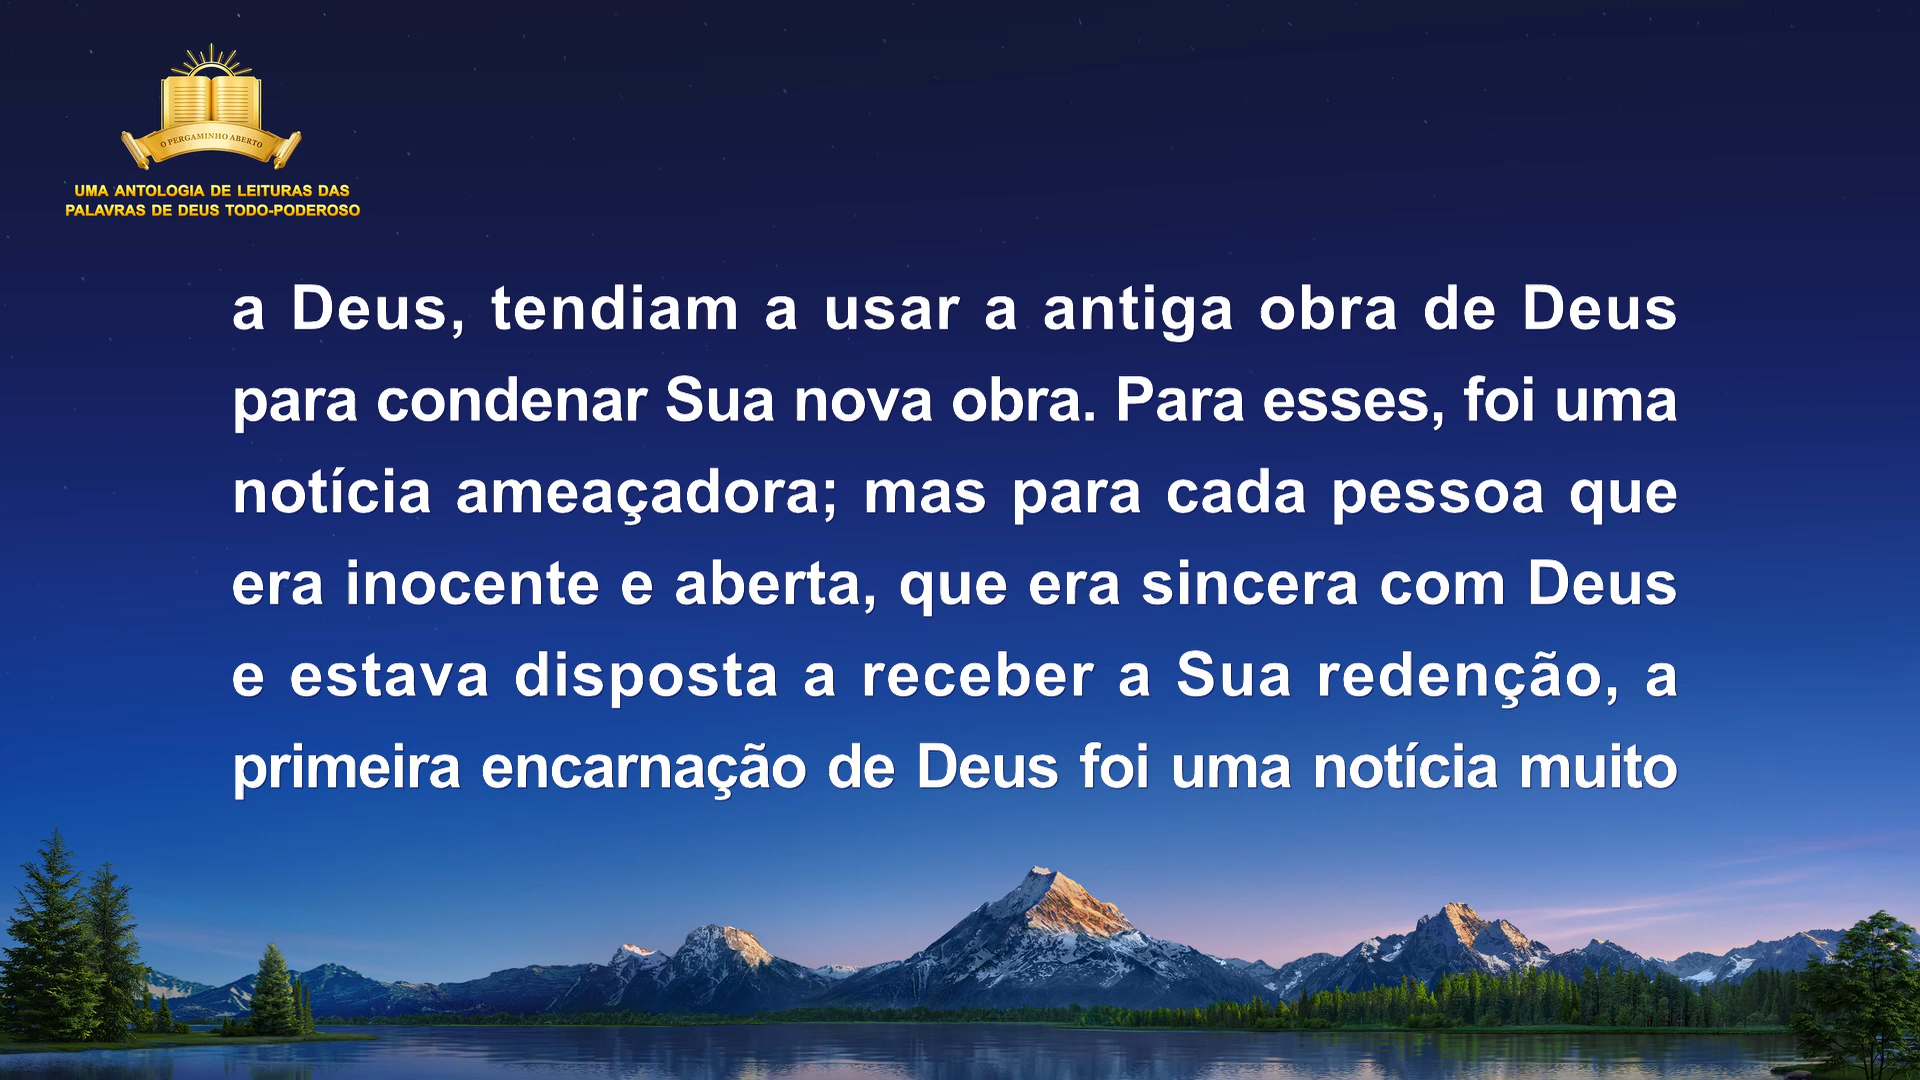 O PERGAMINHO ABERTO
UMA ANTOLOGIA DE LEITURAS DAS
PALAVRAS DE DEUS TODO-PODEROSO
a Deus, tendiam a usar a antiga obra de Deus
para condenar Sua nova obra. Para esses, foi uma
notícia ameaçadora; mas para cada pessoa que
era inocente e aberta, que era sincera com Deus
e estava disposta a receber a Sua redenção, a
primeira encarnação de Deus foi uma notícia muito